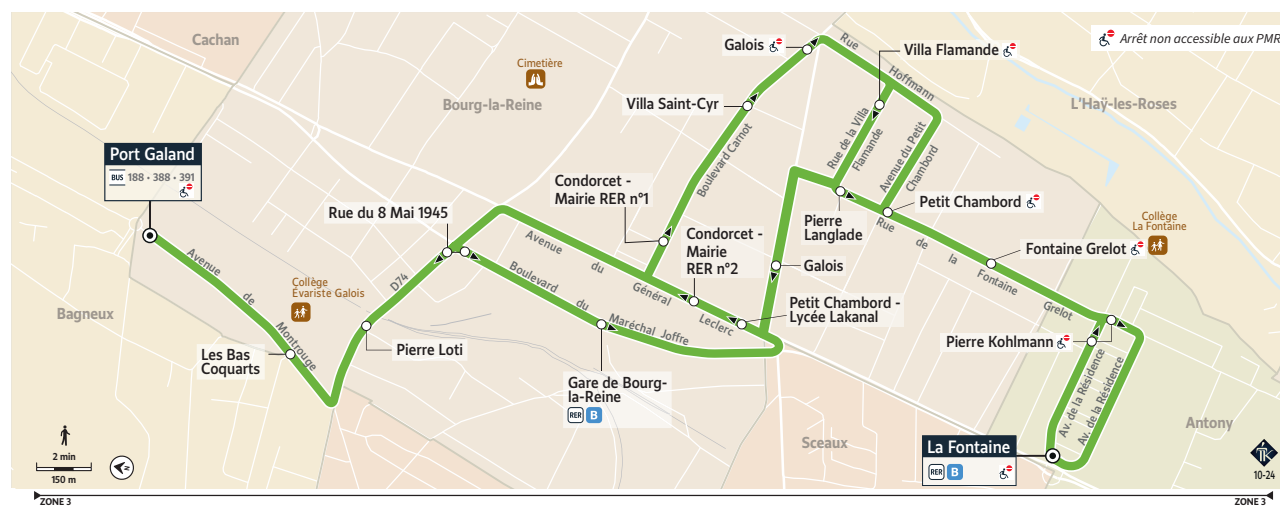 Cachan
Cimetière
Bourg-la-Reine
Galois
Rue
Hoffmann
Villa Flamande
Arrêt non accessible aux PMR
L'Haÿ-les-Roses
Villa Saint-Cyr
Boulevard Carnot
Rue de la Villa
Flamande
Avenue du Petit
Chambord
Port Galand
BUS 188 • 388 • 391
Rue du 8 Mai 1945
Condorcet -
Mairie RER n°1
Condorcet -
Mairie
RER n°2
Pierre
Langlade
Petit Chambord
Rue de la Fontaine Grelot
Fontaine Grelot
Collège
La Fontaine
Galois
Avenue du Général Leclerc
Petit Chambord -
Lycée Lakanal
Boulevard du Maréchal Joffre
D74
Avenue de Montrouge
Collège
Évariste Galois
Bagneux
Les Bas
Coquarts
Pierre Loti
Gare de Bourg-
la-Reine
RER B
Pierre Kohlmann
Av. de la Résidence
Av. de la Résidence
Antony
Sceaux
La Fontaine
RER B
2 min
150 m
N
TK
10-24
ZONE 3
ZONE 3